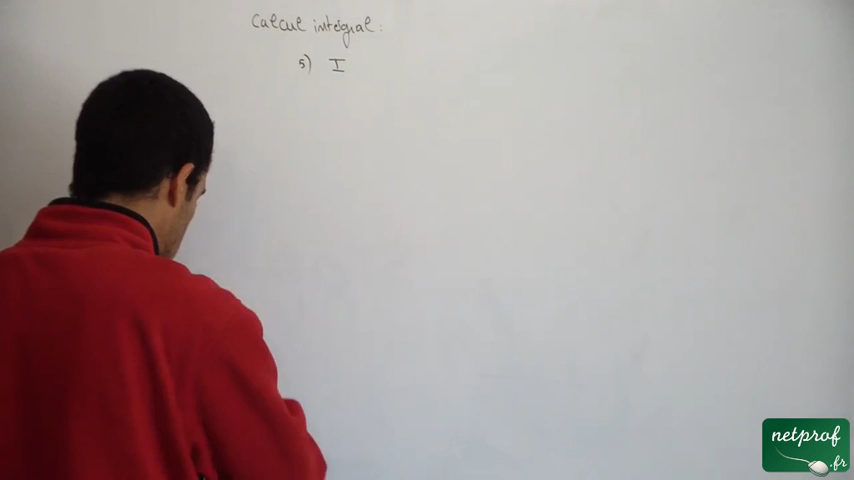 Calcul intégral :
5) I
netprof
.fr